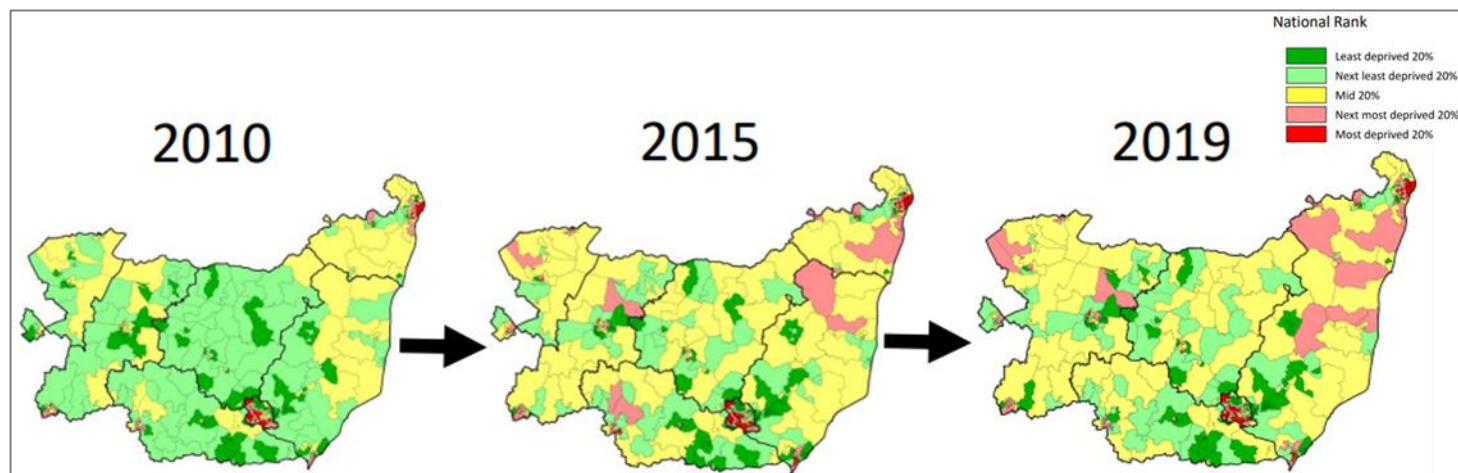 National Rank
Least deprived 20%
Next least deprived 20%
Mid 20%
Next most deprived 20%
Most deprived 20%
2010
2015
2019